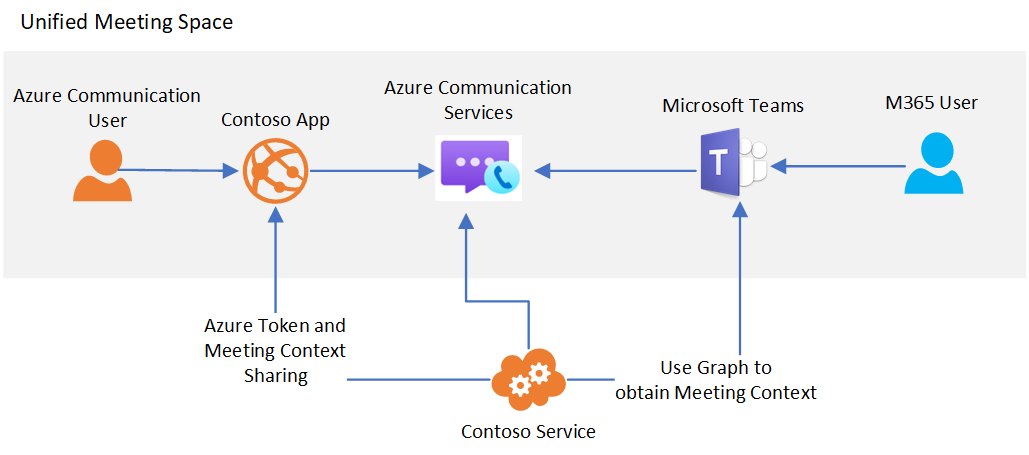 Unified Meeting Space
Azure Communication
User
Contoso App
Azure Communication
Services
Microsoft Teams
M365 User
T
Azure Token and
Meeting Context
Sharing
Use Graph to
obtain Meeting Context
Contoso Service